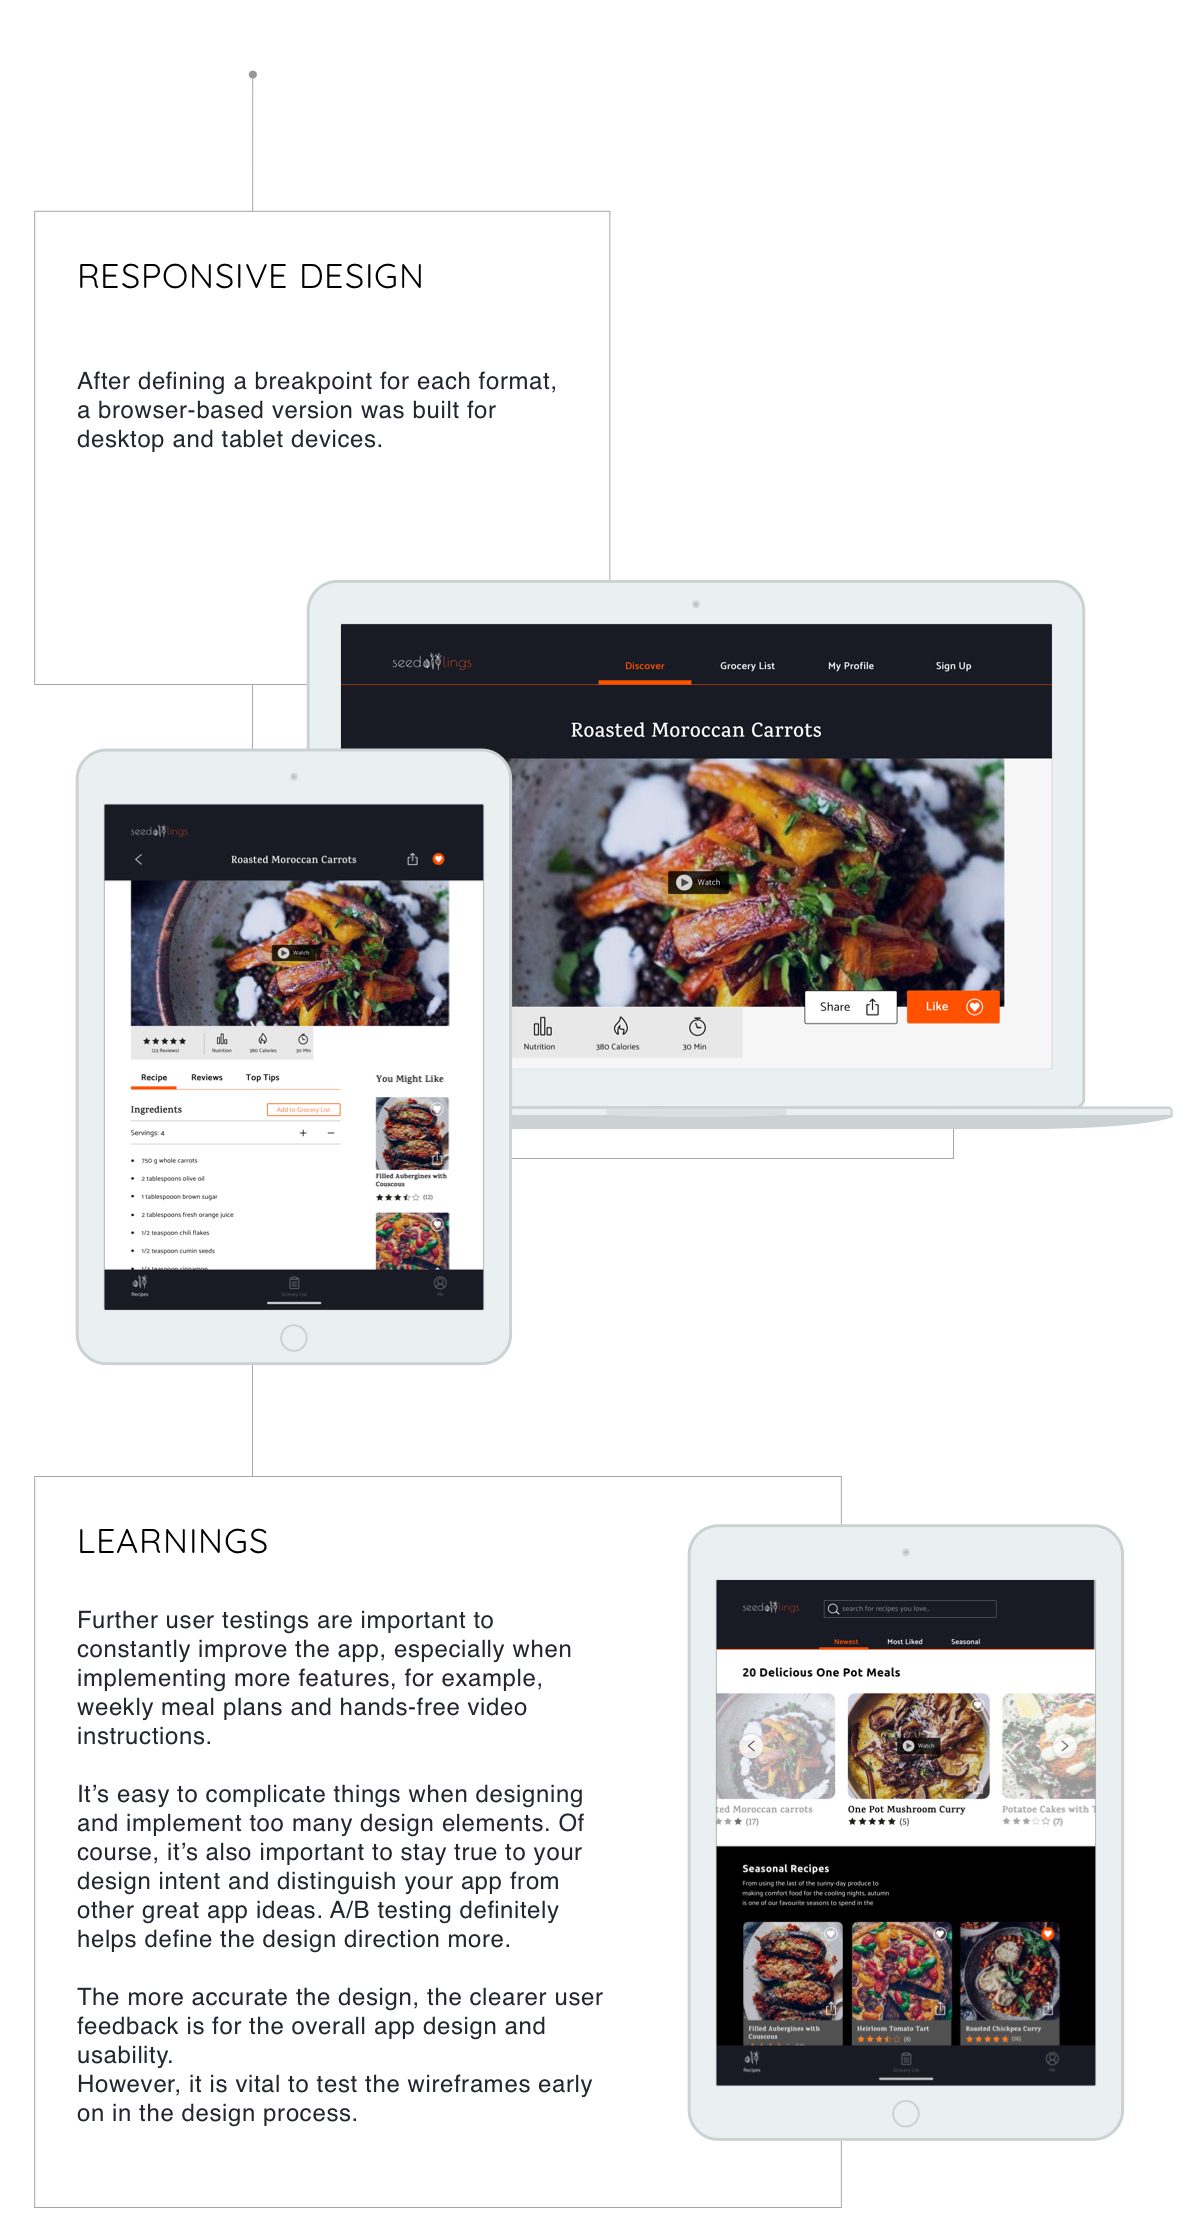 RESPONSIVE DESIGN
After defining a breakpoint for each format,
a browser-based version was built for
desktop and tablet devices.
seedlings
Discover
Grocery List
My Profile
Sign Up
Roasted Moroccan Carrots
Watch
Share
Like
Nutrition
380 Calories
30 Min
seedlings
Roasted Moroccan Carrots
Watch
(23 Reviews)
Nutrition
380 Calories
30 Min
Recipe
Reviews
Top Tips
You Might Like
Ingredients
Add to Grocery List
Servings: 4
+ −
• 750 g whole carrots
• 2 tablespoons olive oil
• 1 tablespooon brown sugar
• 2 tablespoons fresh orange juice
• 1/2 teaspoon chili flakes
• 1/2 teaspoon cumin seeds
• 1/4 teaspoon cinnamon
Filled Aubergines with
Couscous
(12)
Recipes
Grocery List
Me
LEARNINGS
Further user testings are important to
constantly improve the app, especially when
implementing more features, for example,
weekly meal plans and hands-free video
instructions.
It’s easy to complicate things when designing
and implement too many design elements. Of
course, it’s also important to stay true to your
design intent and distinguish your app from
other great app ideas. A/B testing definitely
helps define the design direction more.
The more accurate the design, the clearer user
feedback is for the overall app design and
usability.
However, it is vital to test the wireframes early
on in the design process.
seedlings
search for recipes you love..
Newest
Most Liked
Seasonal
20 Delicious One Pot Meals
Watch
ted Moroccan carrots
(17)
One Pot Mushroom Curry
(5)
Potatoe Cakes with T
(7)
Seasonal Recipes
From using the last of the sunny-day produce to
making comfort food for the cooling nights, autumn
is one of our favourite seasons to spend in the
Filled Aubergines with
Couscous
Heirloom Tomato Tart
(8)
Roasted Chickpea Curry
(16)
Recipes
Grocery List
Me